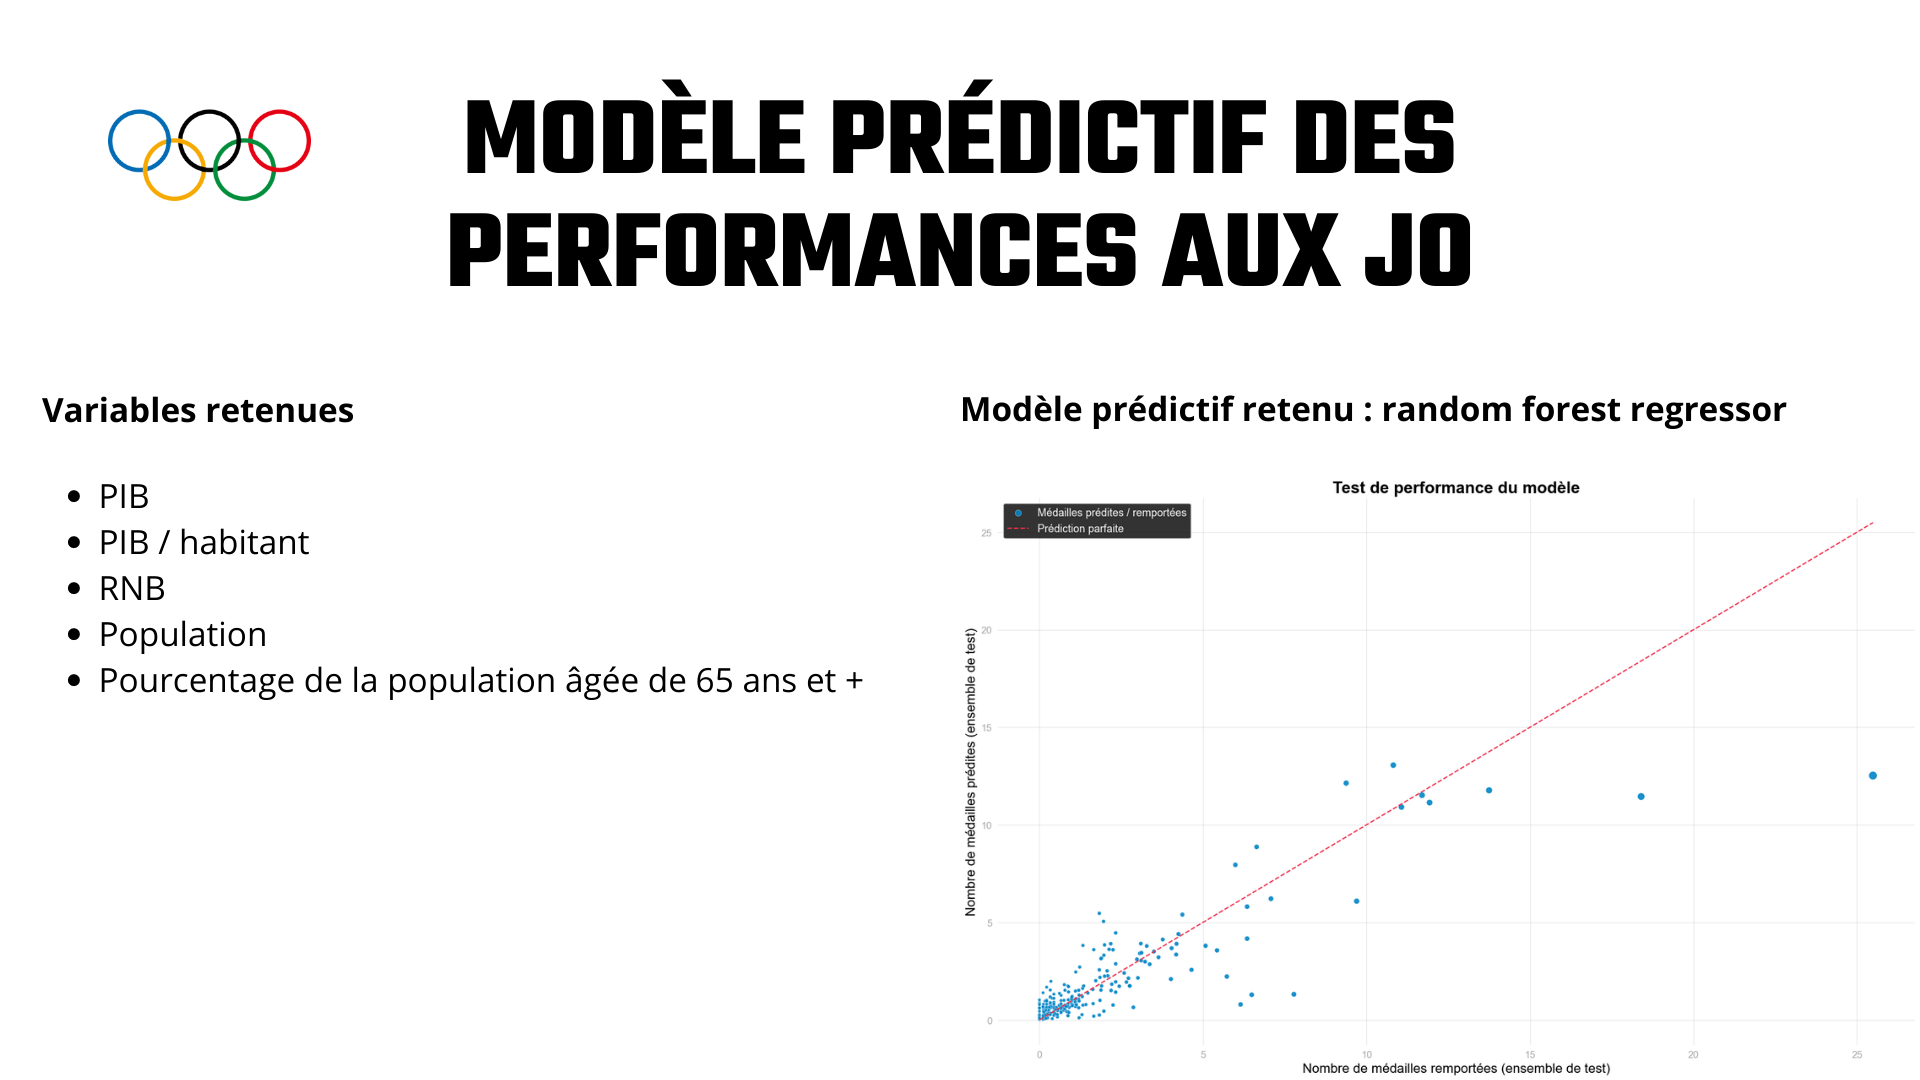 MODÈLE PRÉDICTIF DES
PERFORMANCES AUX JO
Variables retenues
PIB
PIB / habitant
RNB
Population
Pourcentage de la population âgée de 65 ans et +
Modèle prédictif retenu : random forest regressor
Test de performance du modèle
Médailles prédites / remportées
Prédiction parfaite
Nombre de médailles prédites (ensemble de test)
25
20
15
10
5
0
0 5 10 15 20 25
Nombre de médailles remportées (ensemble de test)